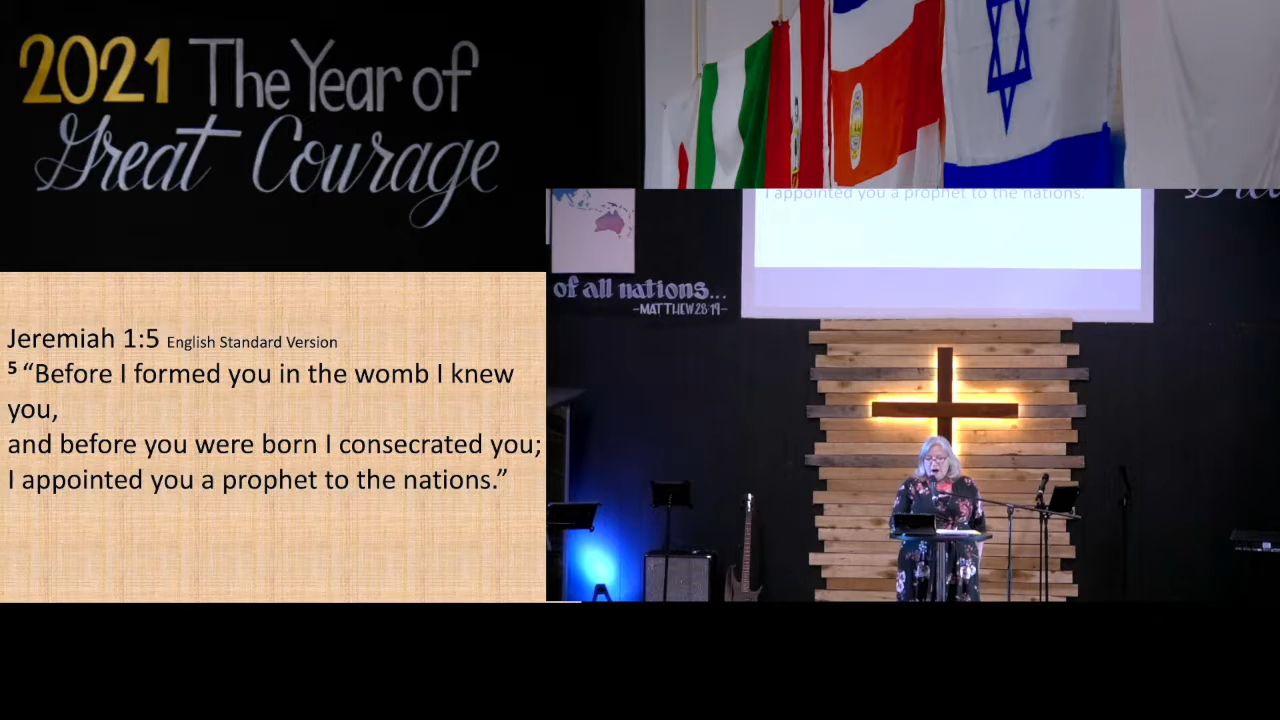 2021 The Year of
Great Courage
I appointed you a prophet to the nations.
of all nations...
-MATTHEW 28:19-
Jeremiah 1:5 English Standard Version
5 “Before I formed you in the womb I knew
you,
and before you were born I consecrated you;
I appointed you a prophet to the nations.”